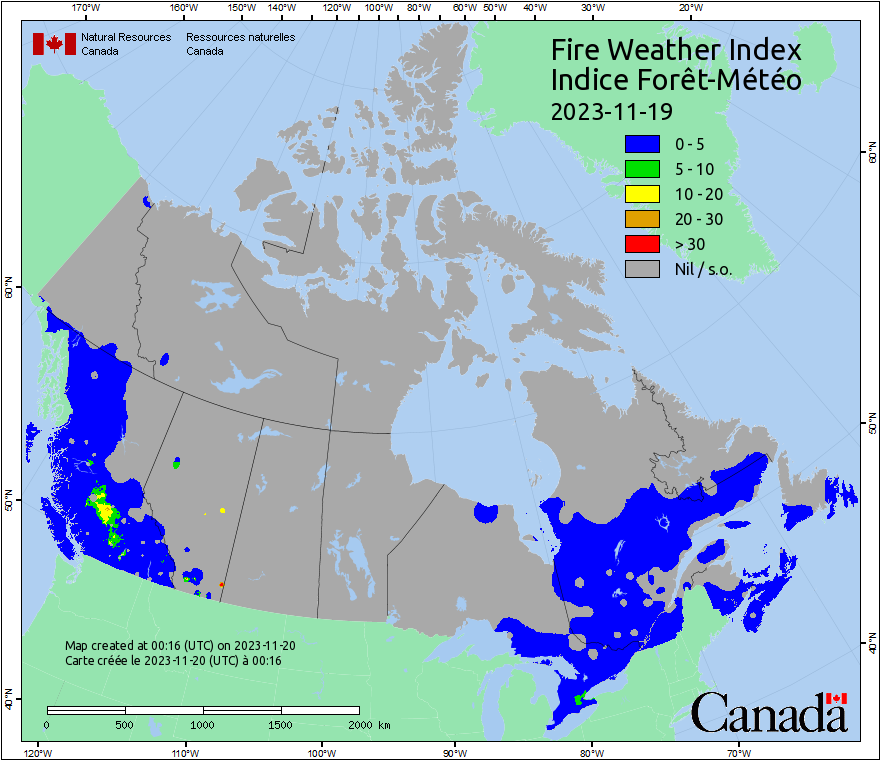 170°W 160°W 150°W 140°W 130°W 120°W 110°W 100°W 90°W 80°W 60°W 50°W 40°W 30°W 20°W
Natural Resources Ressources naturelles
Canada Canada
Fire Weather Index
Indice Forêt-Météo
2023-11-19
0 - 5
5 - 10
10 - 20
20 - 30
> 30
Nil / s.o.
60°N 60°N
50°N 50°N
40°N 40°N
Map created at 00:16 (UTC) on 2023-11-20
Carte créée le 2023-11-20 (UTC) à 00:16
0 500 1000 1500 2000 km
Canada
120°W 110°W 100°W 90°W 80°W 70°W